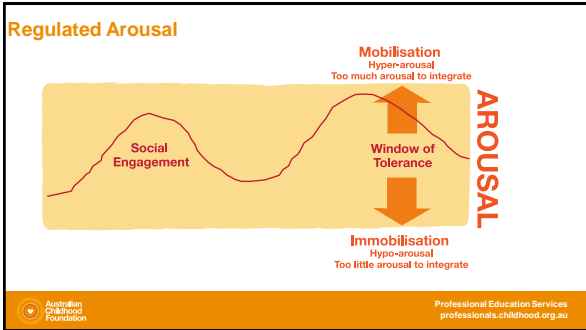 Regulated Arousal
Mobilisation
Hyper-arousal
Too much arousal to integrate
Social
Engagement
Window of
Tolerance
AROUSAL
Immobilisation
Hypo-arousal
Too little arousal to integrate
Australian
Childhood
Foundation
Professional Education Services
professionals.childhood.org.au